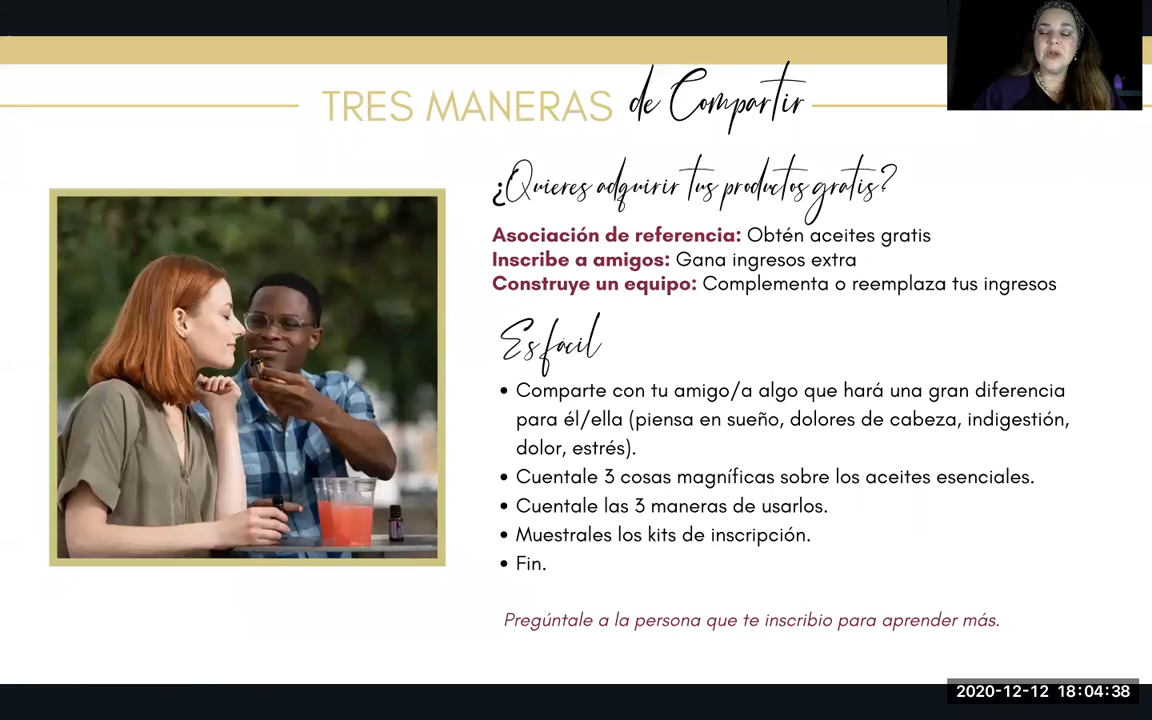 TRES MANERAS de Compartir
¿Quieres adquirir tus productos gratis?
Asociación de referencia: Obtén aceites gratis
Inscribe a amigos: Gana ingresos extra
Construye un equipo: Complementa o reemplaza tus ingresos
Es fácil
• Comparte con tu amigo/a algo que hará una gran diferencia
para él/ella (piensa en sueño, dolores de cabeza, indigestión,
dolor, estrés).
• Cuentale 3 cosas magníficas sobre los aceites esenciales.
• Cuentale las 3 maneras de usarlos.
• Muestrales los kits de inscripción.
• Fin.
Pregúntale a la persona que te inscribio para aprender más.
2020-12-12 18:04:38